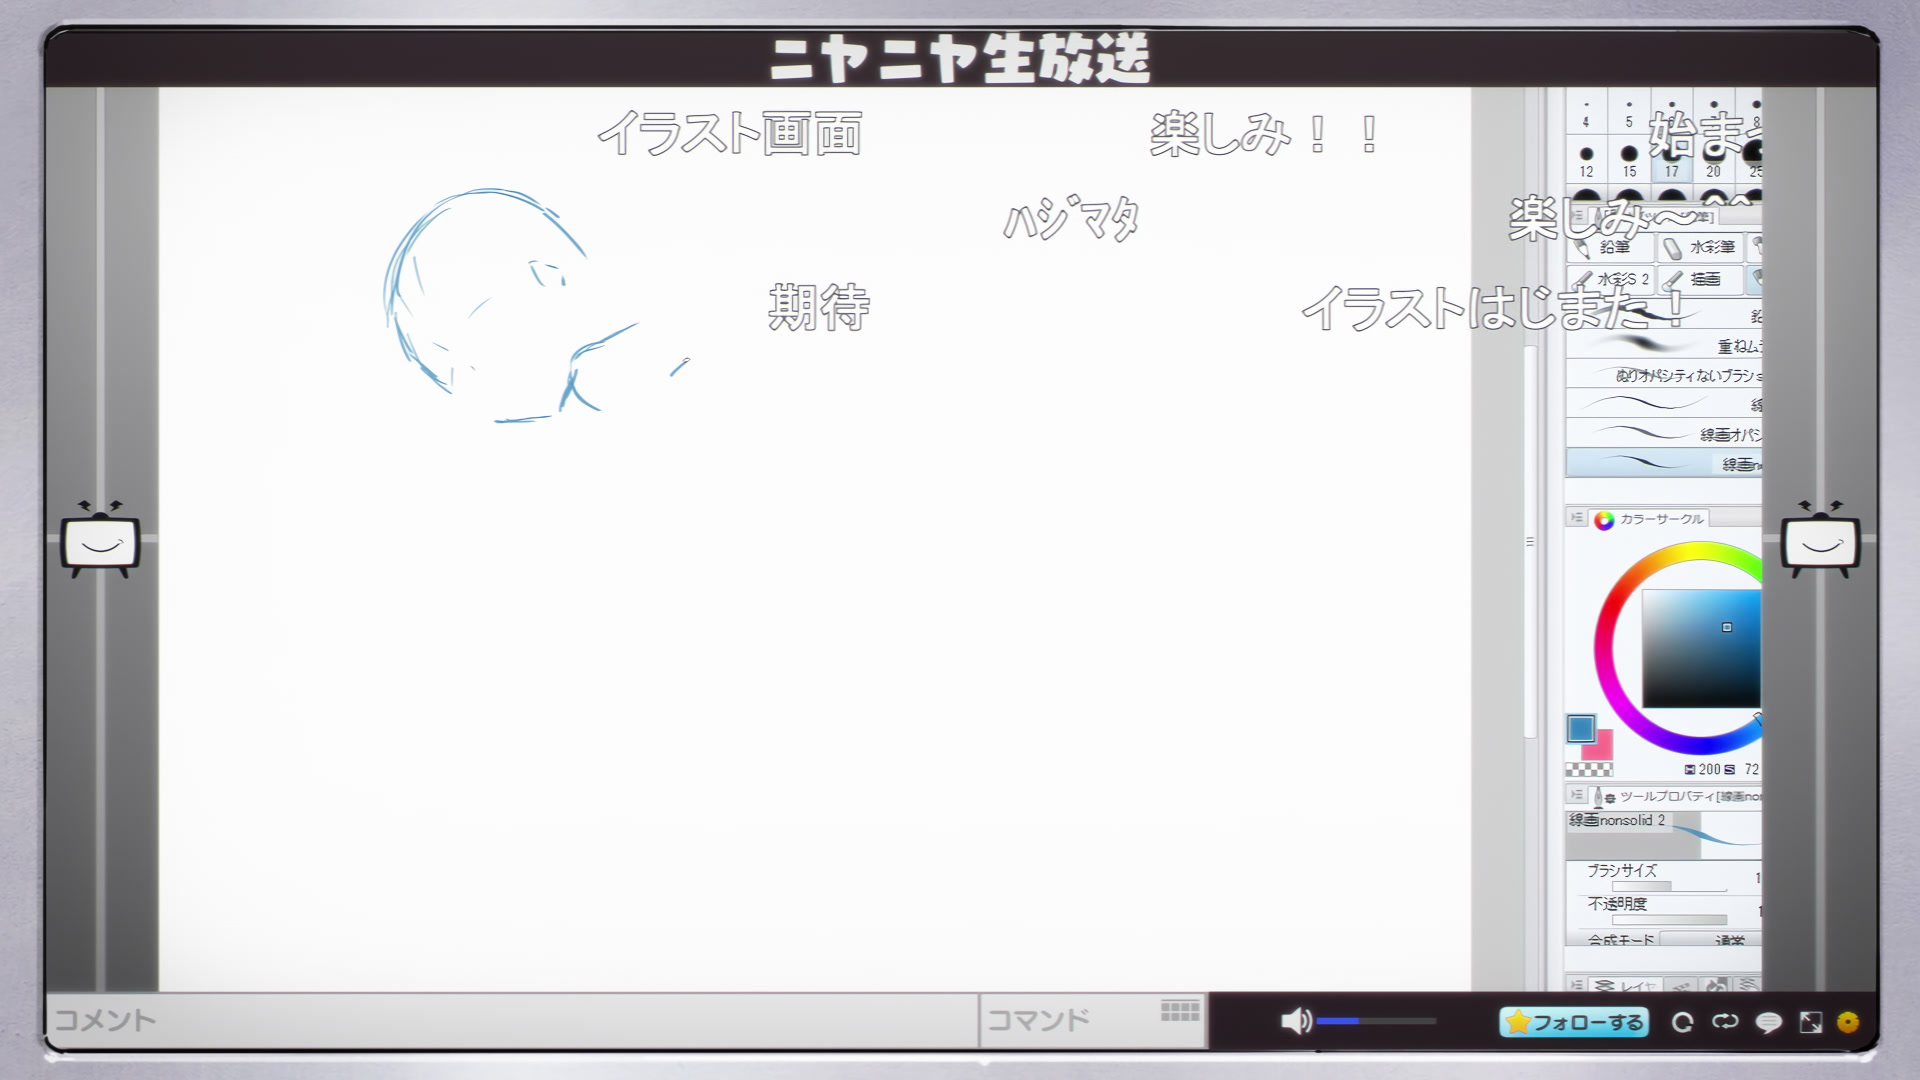 ニヤニヤ生放送
イラスト画面
楽しみ！！
始まっ
ﾊｼﾞﾏﾀ
楽しみ～^^
期待
イラストはじまた！
4 5 8
12 15 17 20 25
鉛筆 水彩筆
水彩S 2 描画
重ねム
ぬりオパシティないブラシ
線画オパシ
線画n
カラーサークル
200 S 72
ツールプロパティ[線画non
線画nonsolid 2
ブラシサイズ
不透明度
合成モード 通常
レイヤ
コメント
コマンド
フォローする